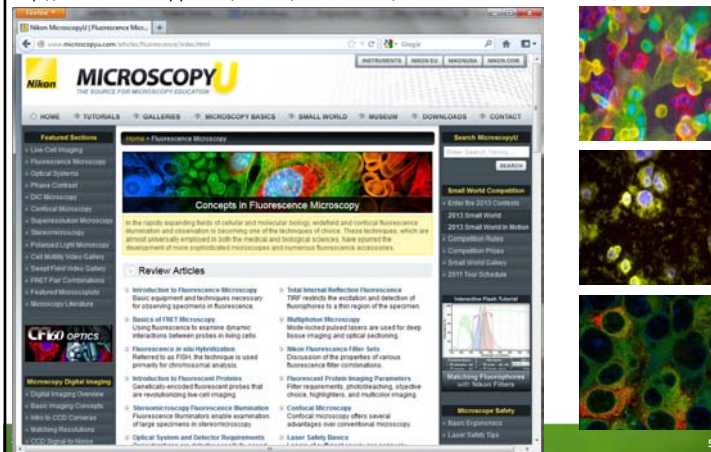 Firefox
Nikon MicroscopyU | Fluorescence Micr...
www.microscopyu.com/articles/fluorescence/index.html
Google
INSTRUMENTS NIKON EU NIKONUSA NIKON.COM
Nikon
MICROSCOPYU
THE SOURCE FOR MICROSCOPY EDUCATION
HOME TUTORIALS GALLERIES MICROSCOPY BASICS SMALL WORLD MUSEUM DOWNLOADS CONTACT
Featured Sections
Live-Cell Imaging
Fluorescence Microscopy
Optical Systems
Phase Contrast
DIC Microscopy
Confocal Microscopy
Superresolution Microscopy
Stereomicroscopy
Polarized Light Microscopy
Cell Motility Video Gallery
Swept Field Video Gallery
FRET Pair Combinations
Featured Microscopists
Microscopy Literature
CFI60 OPTICS
Microscopy Digital Imaging
Digital Imaging Overview
Basic Imaging Concepts
Intro to CCD Cameras
Matching Resolutions
CCD Signal-to-Noise
Home » Fluorescence Microscopy
Concepts in Fluorescence Microscopy
In the rapidly expanding fields of cellular and molecular biology, widefield and confocal fluorescence
illumination and observation is becoming one of the techniques of choice. These techniques, which are
almost universally employed in both the medical and biological sciences, have spurred the
development of more sophisticated microscopes and numerous fluorescence accessories.
Review Articles
Introduction to Fluorescence Microscopy
Basic equipment and techniques necessary
for observing specimens in fluorescence.
Basics of FRET Microscopy
Using fluorescence to examine dynamic
interactions between probes in living cells.
Fluorescence in situ Hybridization
Referred to as FISH, the technique is used
primarily for chromosomal analysis.
Introduction to Fluorescent Proteins
Genetically-encoded fluorescent probes that
are revolutionizing live-cell imaging.
Stereomicroscopy Fluorescence Illumination
Fluorescence Illuminators enable examination
of large specimens in stereomicroscopy.
Optical System and Detector Requirements
Total Internal Reflection Fluorescence
TIRF restricts the excitation and detection of
fluorophores to a thin region of the specimen.
Multiphoton Microscopy
Mode-locked pulsed lasers are used for deep
tissue imaging and optical sectioning.
Nikon Fluorescence Filter Sets
Discussion of the properties of various
fluorescence filter combinations.
Fluorescent Protein Imaging Parameters
Filter requirements, photobleaching, objective
choice, highlighters, and multicolor imaging.
Confocal Microscopy
Confocal microscopy offers several
advantages over conventional microscopy.
Laser Safety Basics
Search MicroscopyU
Enter Search Terms...
SEARCH
Small World Competition
Enter the 2013 Contests
2013 Small World
2013 Small World In Motion
Competition Rules
Competition Prizes
Small World Gallery
2011 Tour Schedule
Interactive Flash Tutorial
Matching Fluorophores
with Nikon Filters
Microscope Safety
Basic Ergonomics
Laser Safety Tips
5